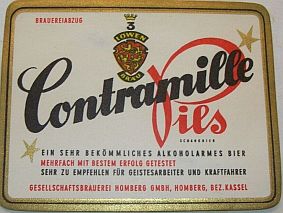 BRAUEREIABZUG
3
LÖWEN
BRÄU
Contramille
Pils
SCHANKBIER
EIN SEHR BEKÖMMLICHES ALKOHOLARMES BIER
MEHRFACH MIT BESTEM ERFOLG GETESTET
SEHR ZU EMPFEHLEN FÜR GEISTESARBEITER UND KRAFTFAHRER
GESELLSCHAFTSBRAUEREI HOMBERG GMBH, HOMBERG, BEZ. KASSEL